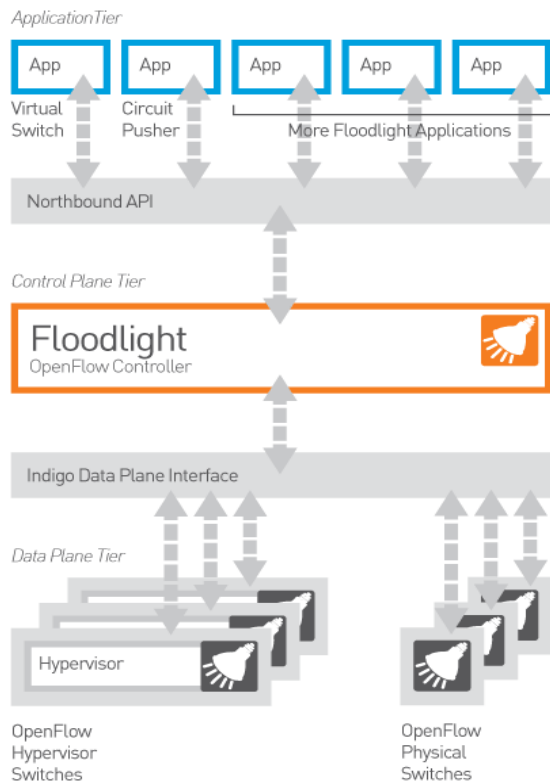 ApplicationTier
App
App
App
App
App
Virtual
Switch
Circuit
Pusher
More Floodlight Applications
Northbound API
Control Plane Tier
Floodlight
OpenFlow Controller
Indigo Data Plane Interface
Data Plane Tier
Hypervisor
OpenFlow
Hypervisor
Switches
OpenFlow
Physical
Switches